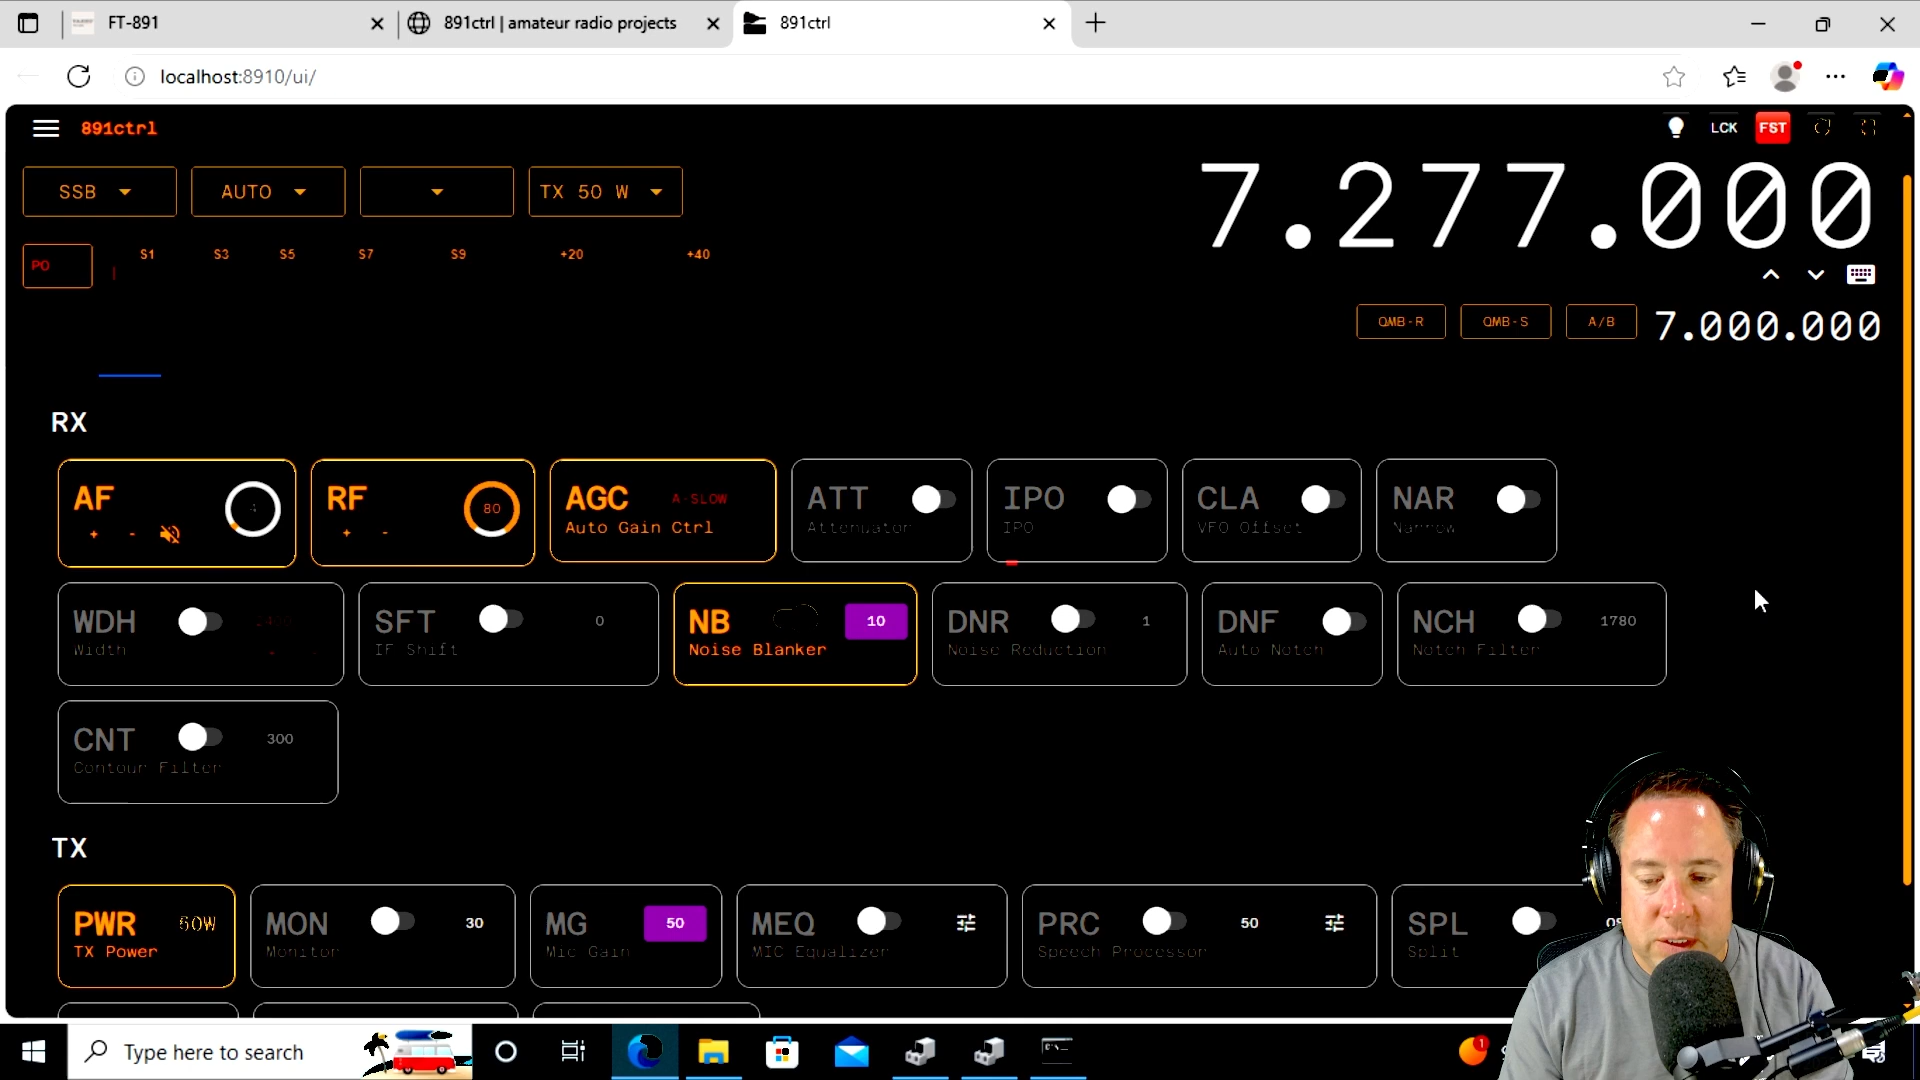 FT-891
891ctrl | amateur radio projects
891ctrl
localhost:8910/ui/
891ctrl
LCK FST
SSB AUTO TX 50 W
7.277.000
PO S1 S3 S5 S7 S9 +20 +40
QMB-R QMB-S A/B 7.000.000
RX
AF + - 4
RF + - 80
AGC A-SLOW
Auto Gain Ctrl
ATT
Attenuator
IPO
IPO
CLA
VFO Offset
NAR
Narrow
WDH
Width
SFT 0
IF Shift
NB 10
Noise Blanker
DNR 1
Noise Reduction
DNF
Auto Notch
NCH 1780
Notch Filter
CNT 300
Contour Filter
TX
PWR 50W
TX Power
MON 30
Monitor
MG 50
Mic Gain
MEQ
MIC Equalizer
PRC 50
Speech Processor
SPL
Split
Type here to search
1